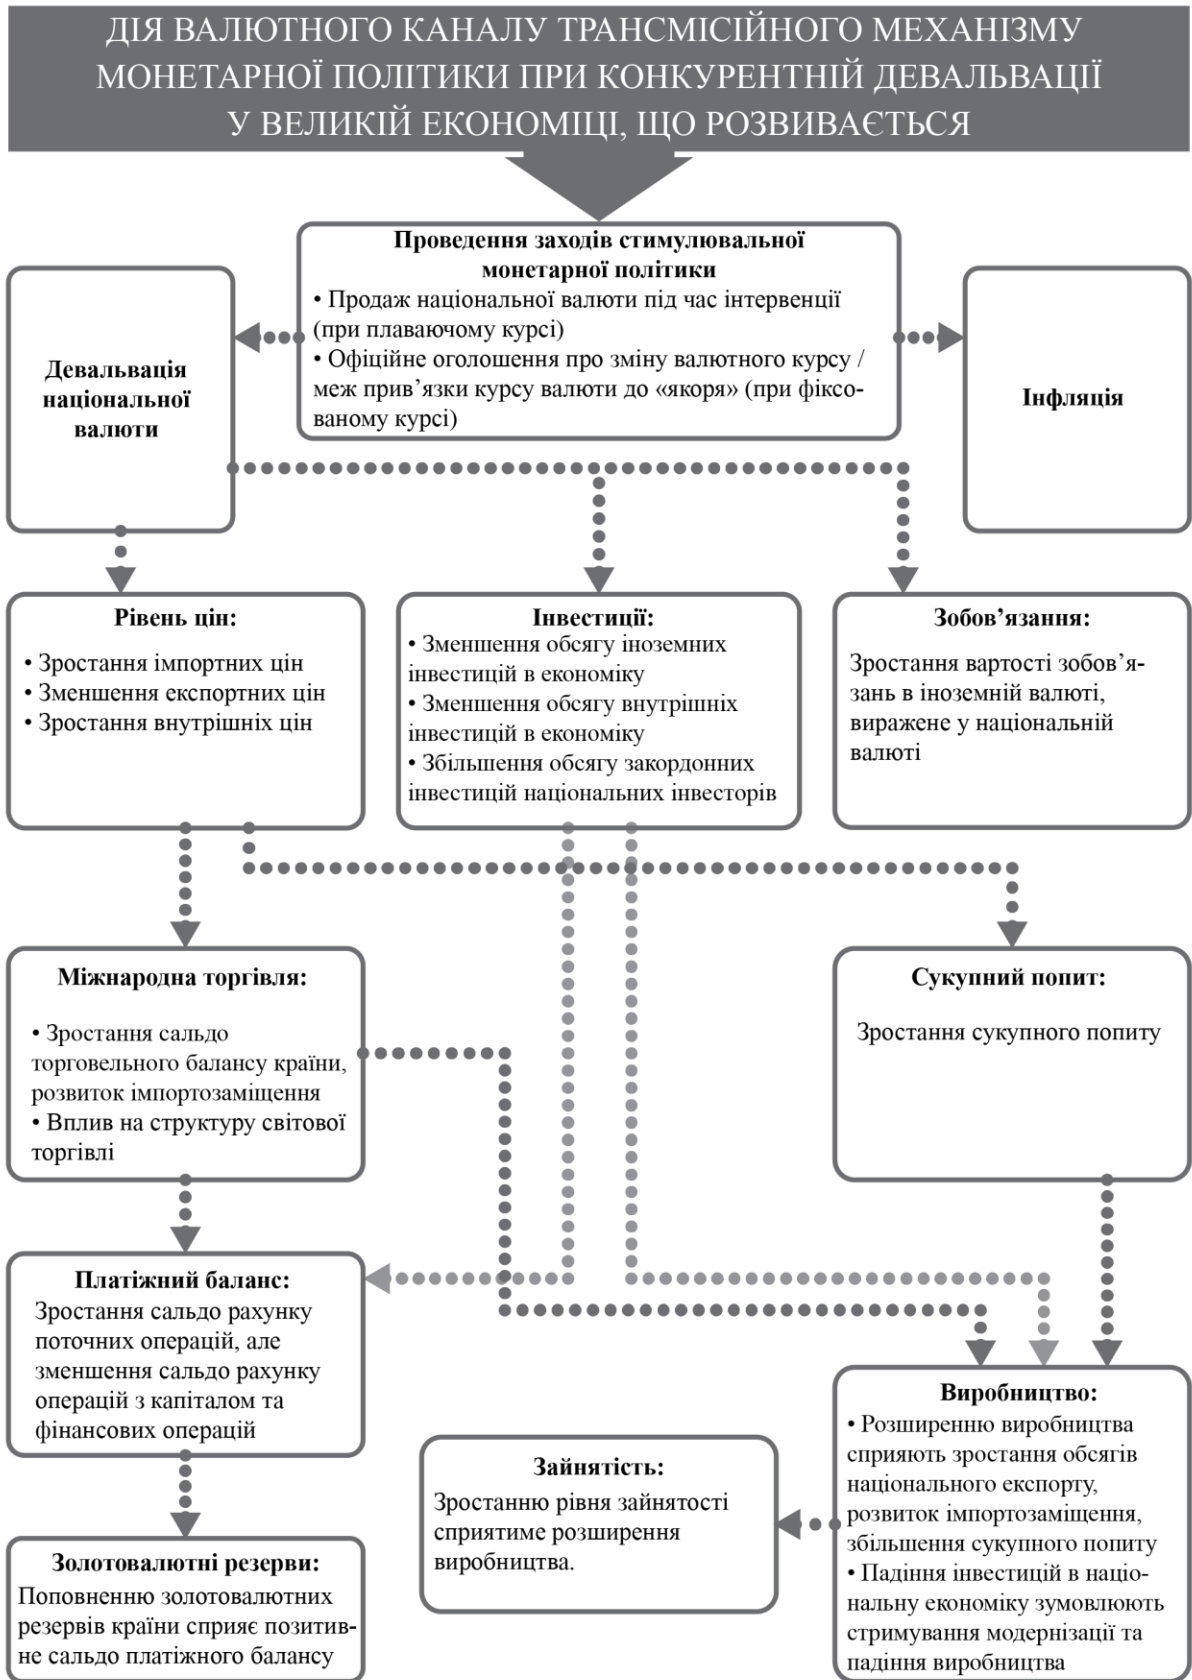 ДІЯ ВАЛЮТНОГО КАНАЛУ ТРАНСМІСІЙНОГО МЕХАНІЗМУ
МОНЕТАРНОЇ ПОЛІТИКИ ПРИ КОНКУРЕНТНІЙ ДЕВАЛЬВАЦІЇ
У ВЕЛИКІЙ ЕКОНОМІЦІ, ЩО РОЗВИВАЄТЬСЯ
Проведення заходів стимулювальної
монетарної політики
• Продаж національної валюти під час інтервенції
(при плаваючому курсі)
• Офіційне оголошення про зміну валютного курсу /
меж прив’язки курсу валюти до «якоря» (при фіксо-
ваному курсі)
Девальвація
національної
валюти
Інфляція
Рівень цін:
• Зростання імпортних цін
• Зменшення експортних цін
• Зростання внутрішніх цін
Інвестиції:
• Зменшення обсягу іноземних
інвестицій в економіку
• Зменшення обсягу внутрішніх
інвестицій в економіку
• Збільшення обсягу закордонних
інвестицій національних інвесторів
Зобов’язання:
Зростання вартості зобов’я-
зань в іноземній валюті,
виражене у національній
валюті
Міжнародна торгівля:
• Зростання сальдо
торговельного балансу країни,
розвиток імпортозаміщення
• Вплив на структуру світової
торгівлі
Сукупний попит:
Зростання сукупного попиту
Платіжний баланс:
Зростання сальдо рахунку
поточних операцій, але
зменшення сальдо рахунку
операцій з капіталом та
фінансових операцій
Виробництво:
• Розширенню виробництва
сприяють зростання обсягів
національного експорту,
розвиток імпортозаміщення,
збільшення сукупного попиту
• Падіння інвестицій в націо-
нальну економіку зумовлюють
стримування модернізації та
падіння виробництва
Зайнятість:
Зростанню рівня зайнятості
сприятиме розширення
виробництва.
Золотовалютні резерви:
Поповненню золотовалютних
резервів країни сприяє позитив-
не сальдо платіжного балансу